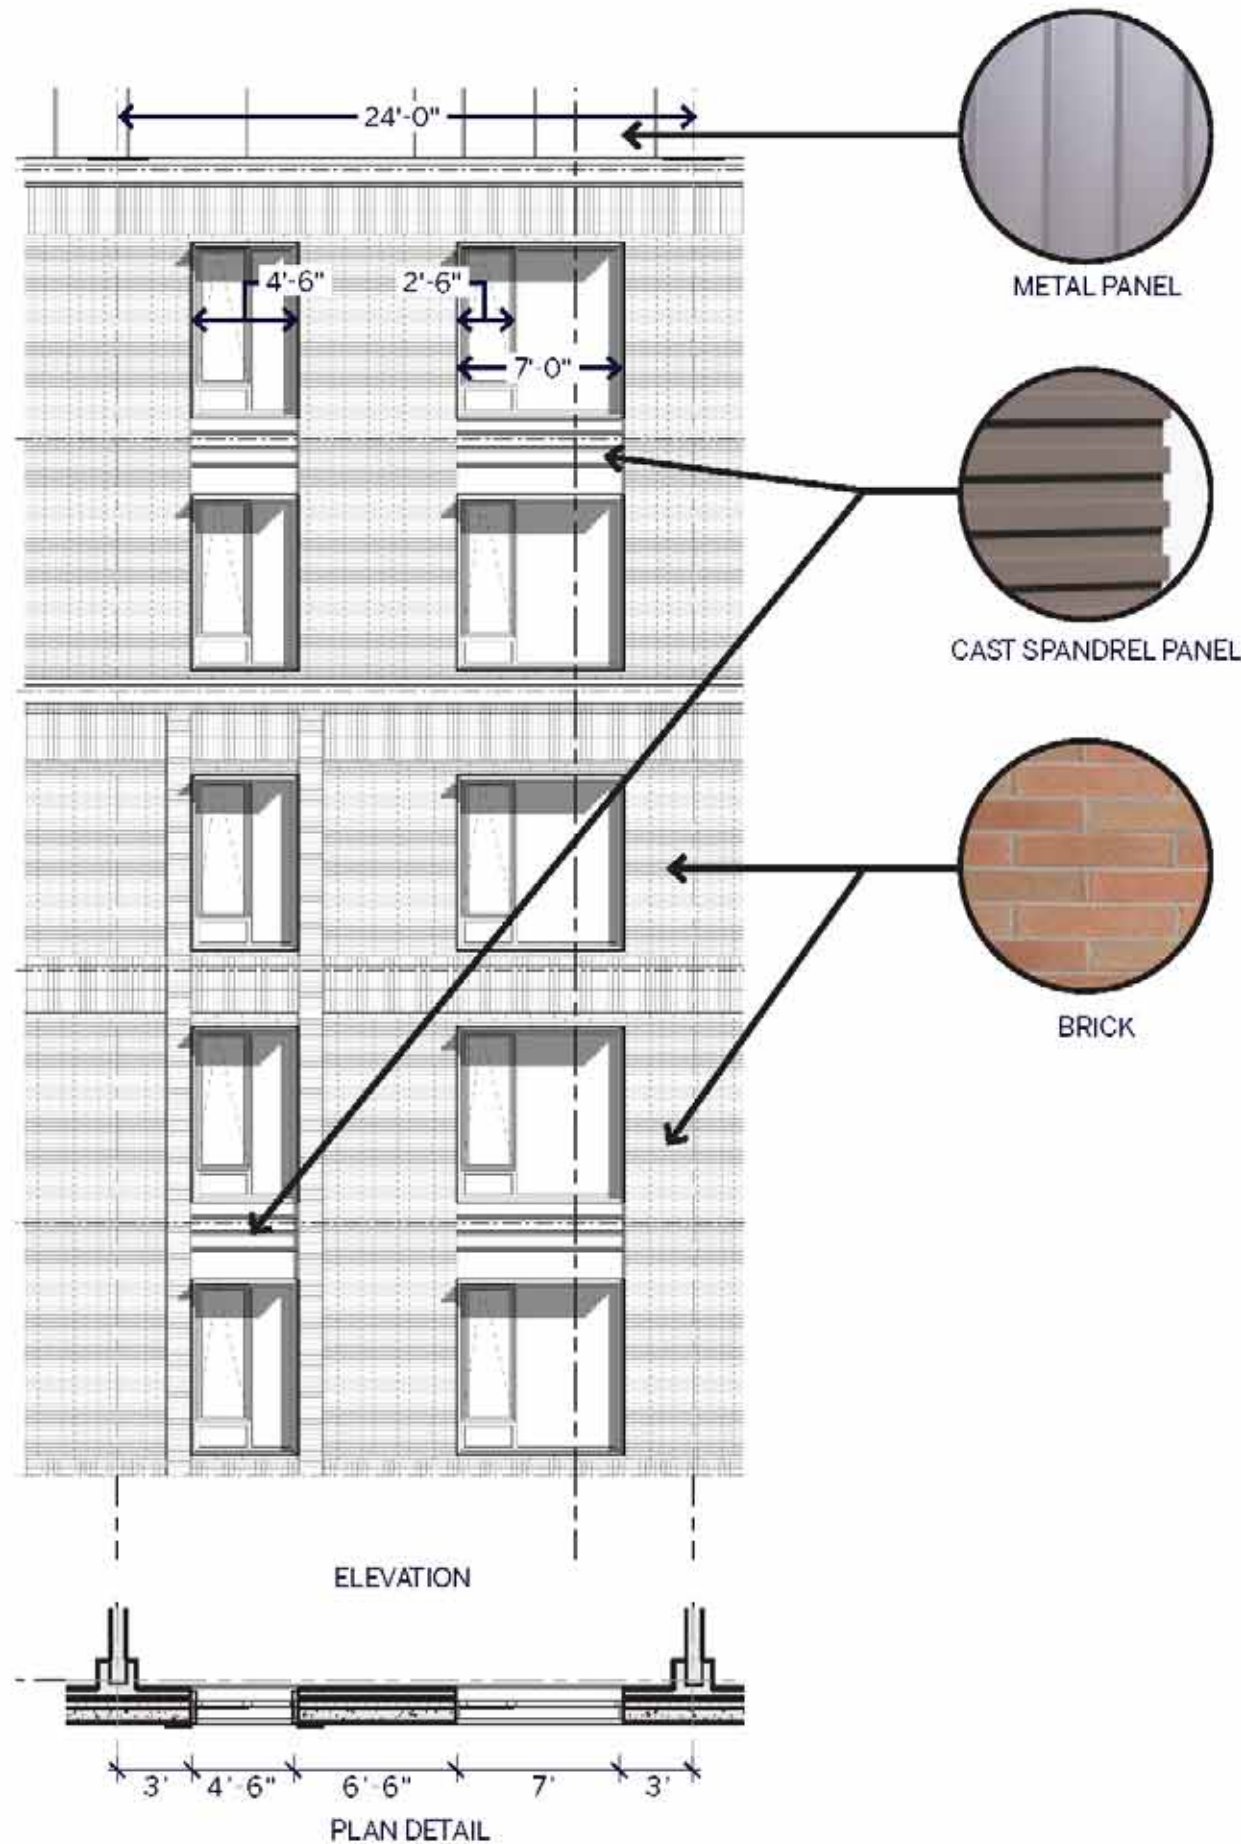 24'-0"
METAL PANEL
4'-6"
2'-6"
7'-0"
CAST SPANDREL PANEL
BRICK
ELEVATION
3'
4'-6"
6'-6"
7'
3'
PLAN DETAIL